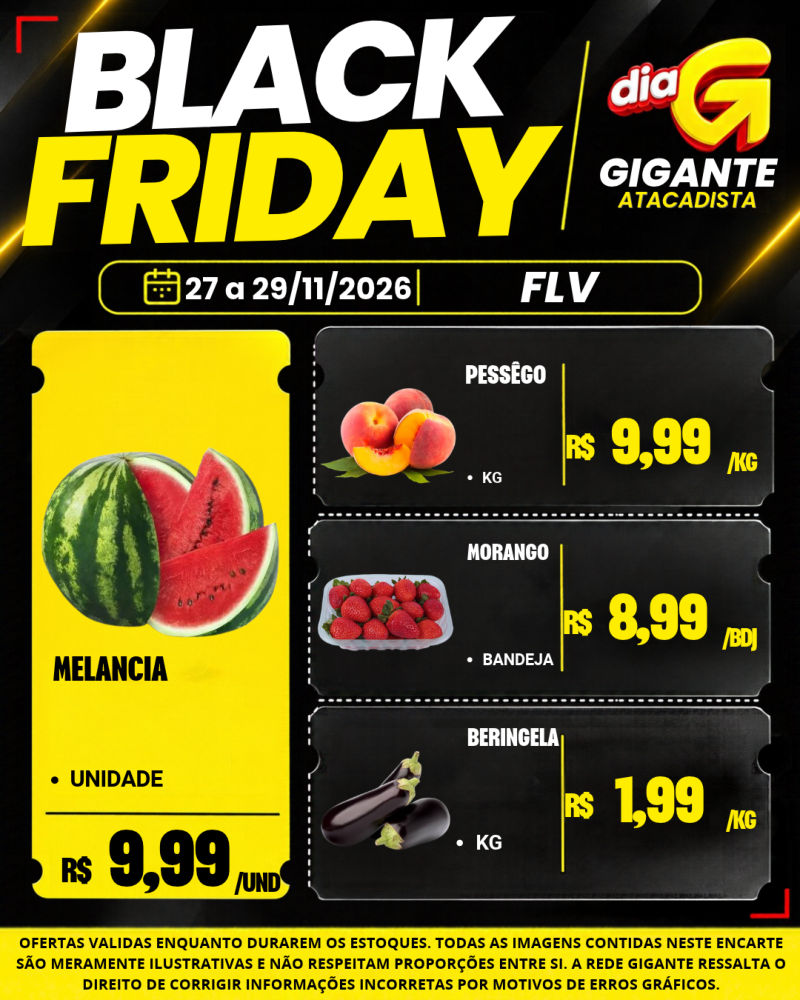 BLACK
FRIDAY
dia G
GIGANTE
ATACADISTA
27 a 29/11/2026
FLV
MELANCIA
• UNIDADE
R$ 9,99 /UND
PESSÊGO
• KG
R$ 9,99 /KG
MORANGO
• BANDEJA
R$ 8,99 /BDJ
BERINGELA
• KG
R$ 1,99 /KG
OFERTAS VALIDAS ENQUANTO DURAREM OS ESTOQUES. TODAS AS IMAGENS CONTIDAS NESTE ENCARTE
SÃO MERAMENTE ILUSTRATIVAS E NÃO RESPEITAM PROPORÇÕES ENTRE SI. A REDE GIGANTE RESSALTA O
DIREITO DE CORRIGIR INFORMAÇÕES INCORRETAS POR MOTIVOS DE ERROS GRÁFICOS.